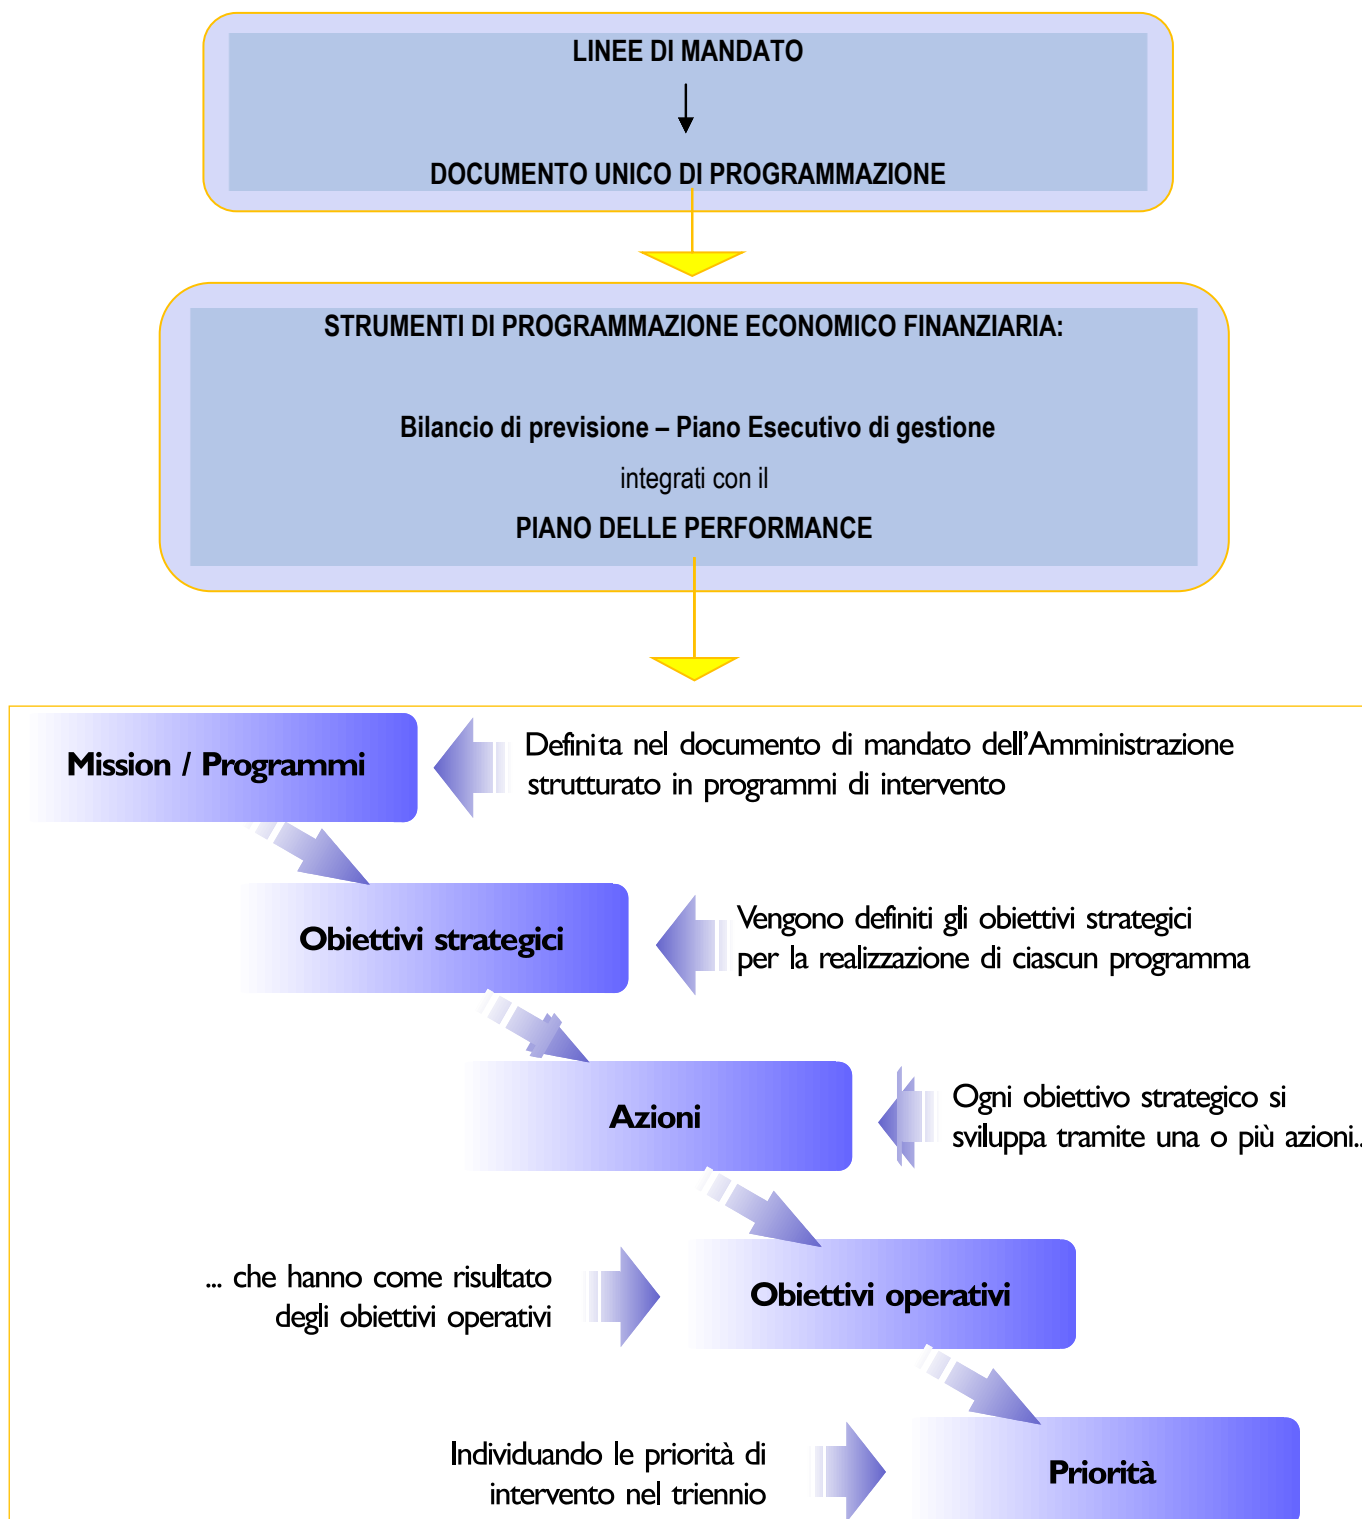 LINEE DI MANDATO
DOCUMENTO UNICO DI PROGRAMMAZIONE
STRUMENTI DI PROGRAMMAZIONE ECONOMICO FINANZIARIA:
Bilancio di previsione – Piano Esecutivo di gestione
integrati con il
PIANO DELLE PERFORMANCE
Mission / Programmi
Definita nel documento di mandato dell'Amministrazione
strutturato in programmi di intervento
Obiettivi strategici
Vengono definiti gli obiettivi strategici
per la realizzazione di ciascun programma
Azioni
Ogni obiettivo strategico si
sviluppa tramite una o più azioni..
... che hanno come risultato
degli obiettivi operativi
Obiettivi operativi
Individuando le priorità di
intervento nel triennio
Priorità